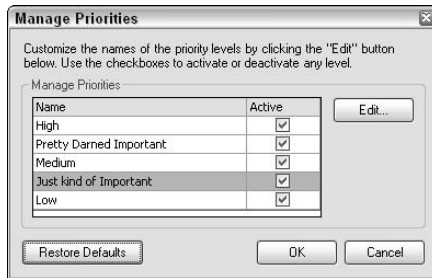 Manage Priorities
Customize the names of the priority levels by clicking the "Edit" button
below. Use the checkboxes to activate or deactivate any level.
Manage Priorities
Name Active
Edit...
High
Pretty Darned Important
Medium
Just kind of Important
Low
Restore Defaults OK Cancel